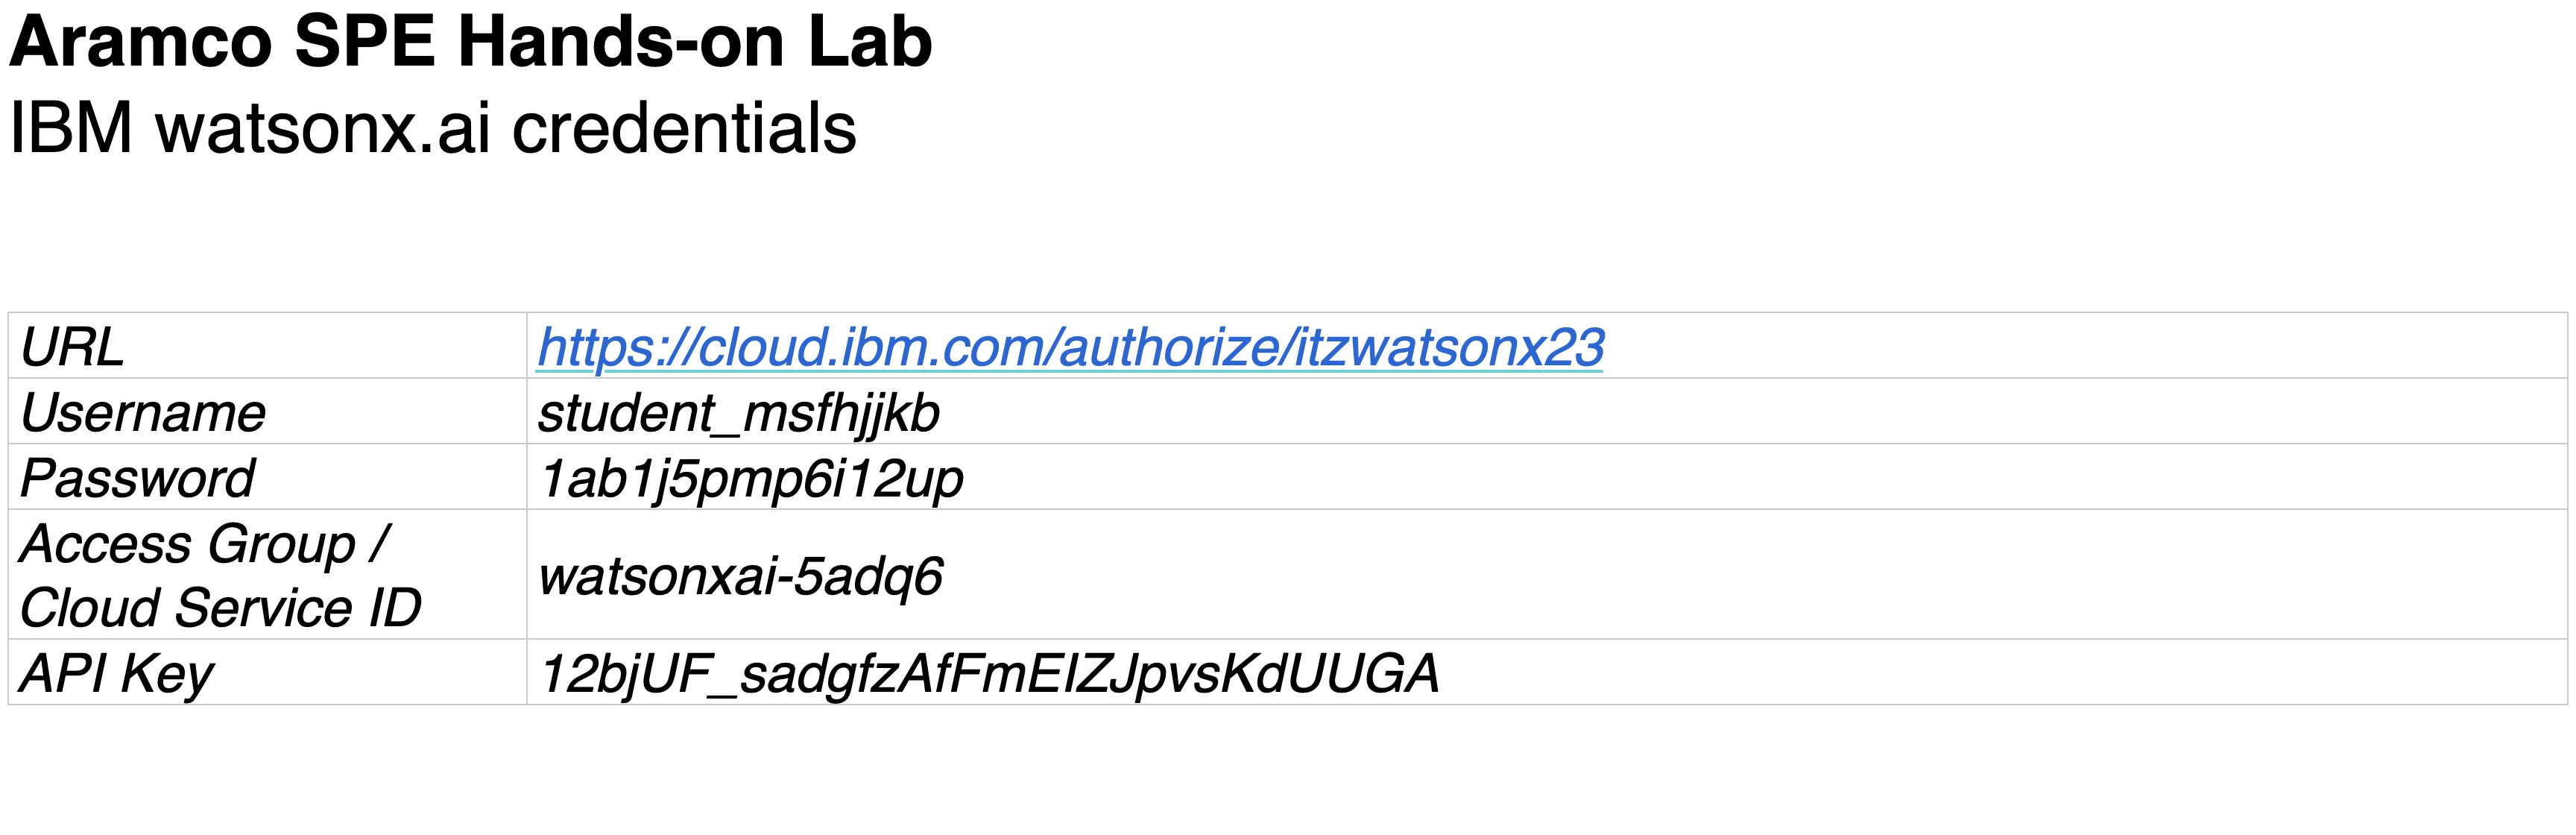 Aramco SPE Hands-on Lab
IBM watsonx.ai credentials
URL https://cloud.ibm.com/authorize/itzwatsonx23
Username student_msfhjjkb
Password 1ab1j5pmp6i12up
Access Group /
Cloud Service ID watsonxai-5adq6
API Key 12bjUF_sadgfzAfFmEIZJpvsKdUUGA